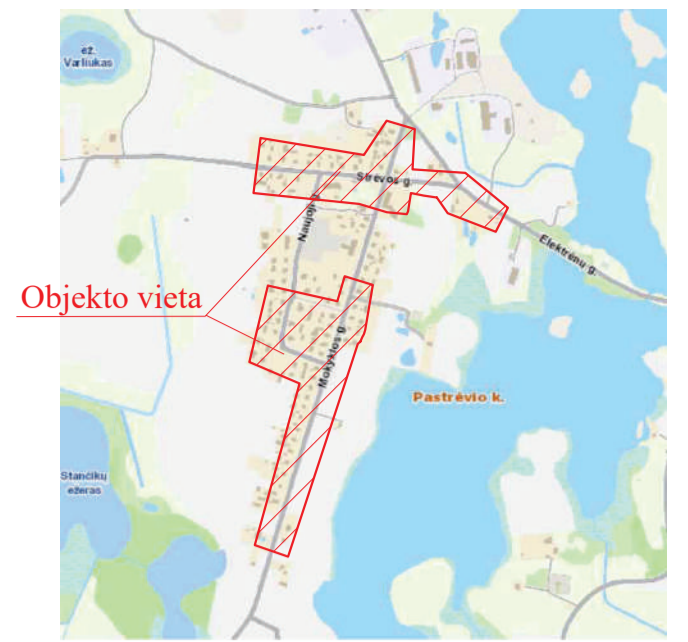 ež.
Varliukas
Strėvos g.
Naujoji g.
Elektrėnų g.
Objekto vieta
Mokyklos g.
Pastrėvio k.
Stančikų
ežeras